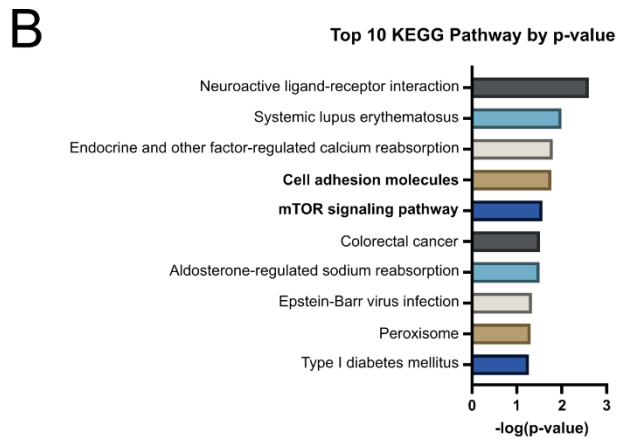 B
Top 10 KEGG Pathway by p-value
Neuroactive ligand-receptor interaction
Systemic lupus erythematosus
Endocrine and other factor-regulated calcium reabsorption
Cell adhesion molecules
mTOR signaling pathway
Colorectal cancer
Aldosterone-regulated sodium reabsorption
Epstein-Barr virus infection
Peroxisome
Type I diabetes mellitus
0 1 2 3
-log(p-value)